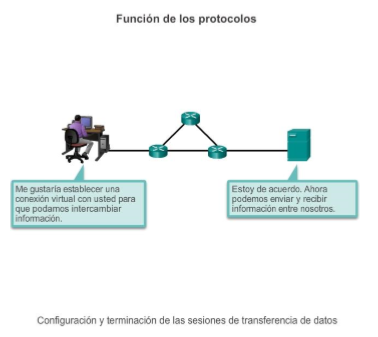 Función de los protocolos
Me gustaría establecer una
conexión virtual con usted para
que podamos intercambiar
información.
Estoy de acuerdo. Ahora
podemos enviar y recibir
información entre nosotros.
Configuración y terminación de las sesiones de transferencia de datos